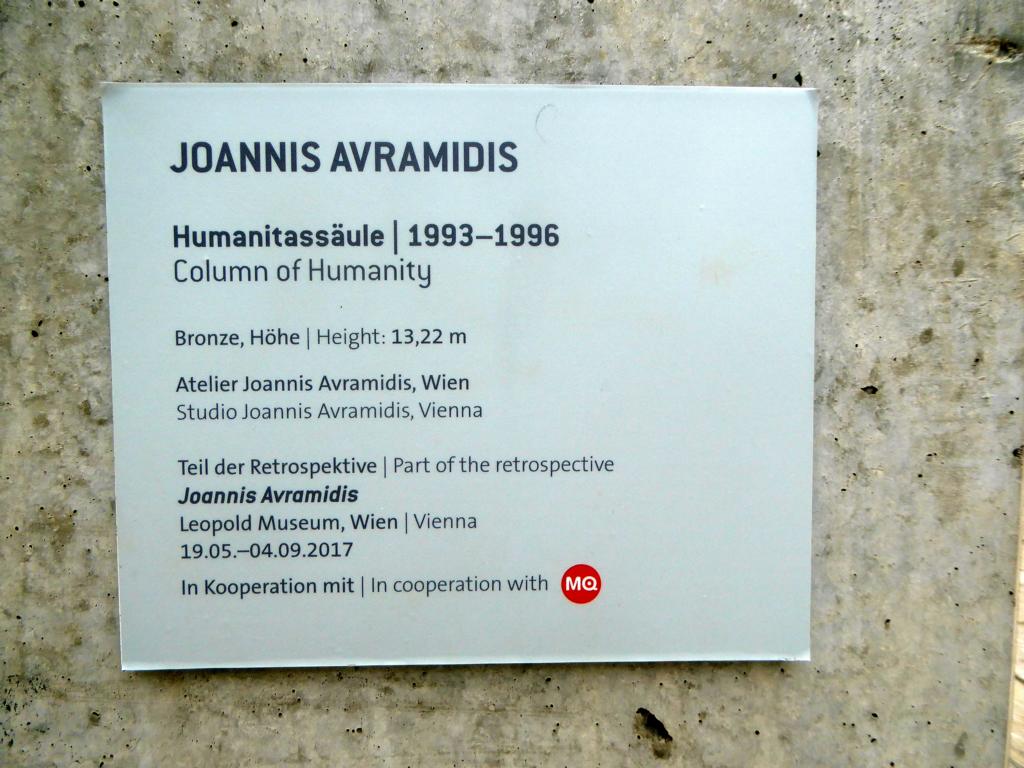 JOANNIS AVRAMIDIS
Humanitassäule | 1993–1996
Column of Humanity
Bronze, Höhe | Height: 13,22 m
Atelier Joannis Avramidis, Wien
Studio Joannis Avramidis, Vienna
Teil der Retrospektive | Part of the retrospective
Joannis Avramidis
Leopold Museum, Wien | Vienna
19.05.–04.09.2017
In Kooperation mit | In cooperation with MQ